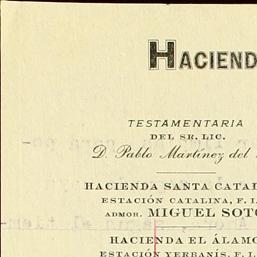 HACIEND
TESTAMENTARIA
DEL SR. LIC.
D. Pablo Martínez del
HACIENDA SANTA CATA
ESTACIÓN CATALINA, F. I.
ADMOR. MIGUEL SOTO
HACIENDA EL ÁLAMO
ESTACIÓN YERBANÍS, F. I.